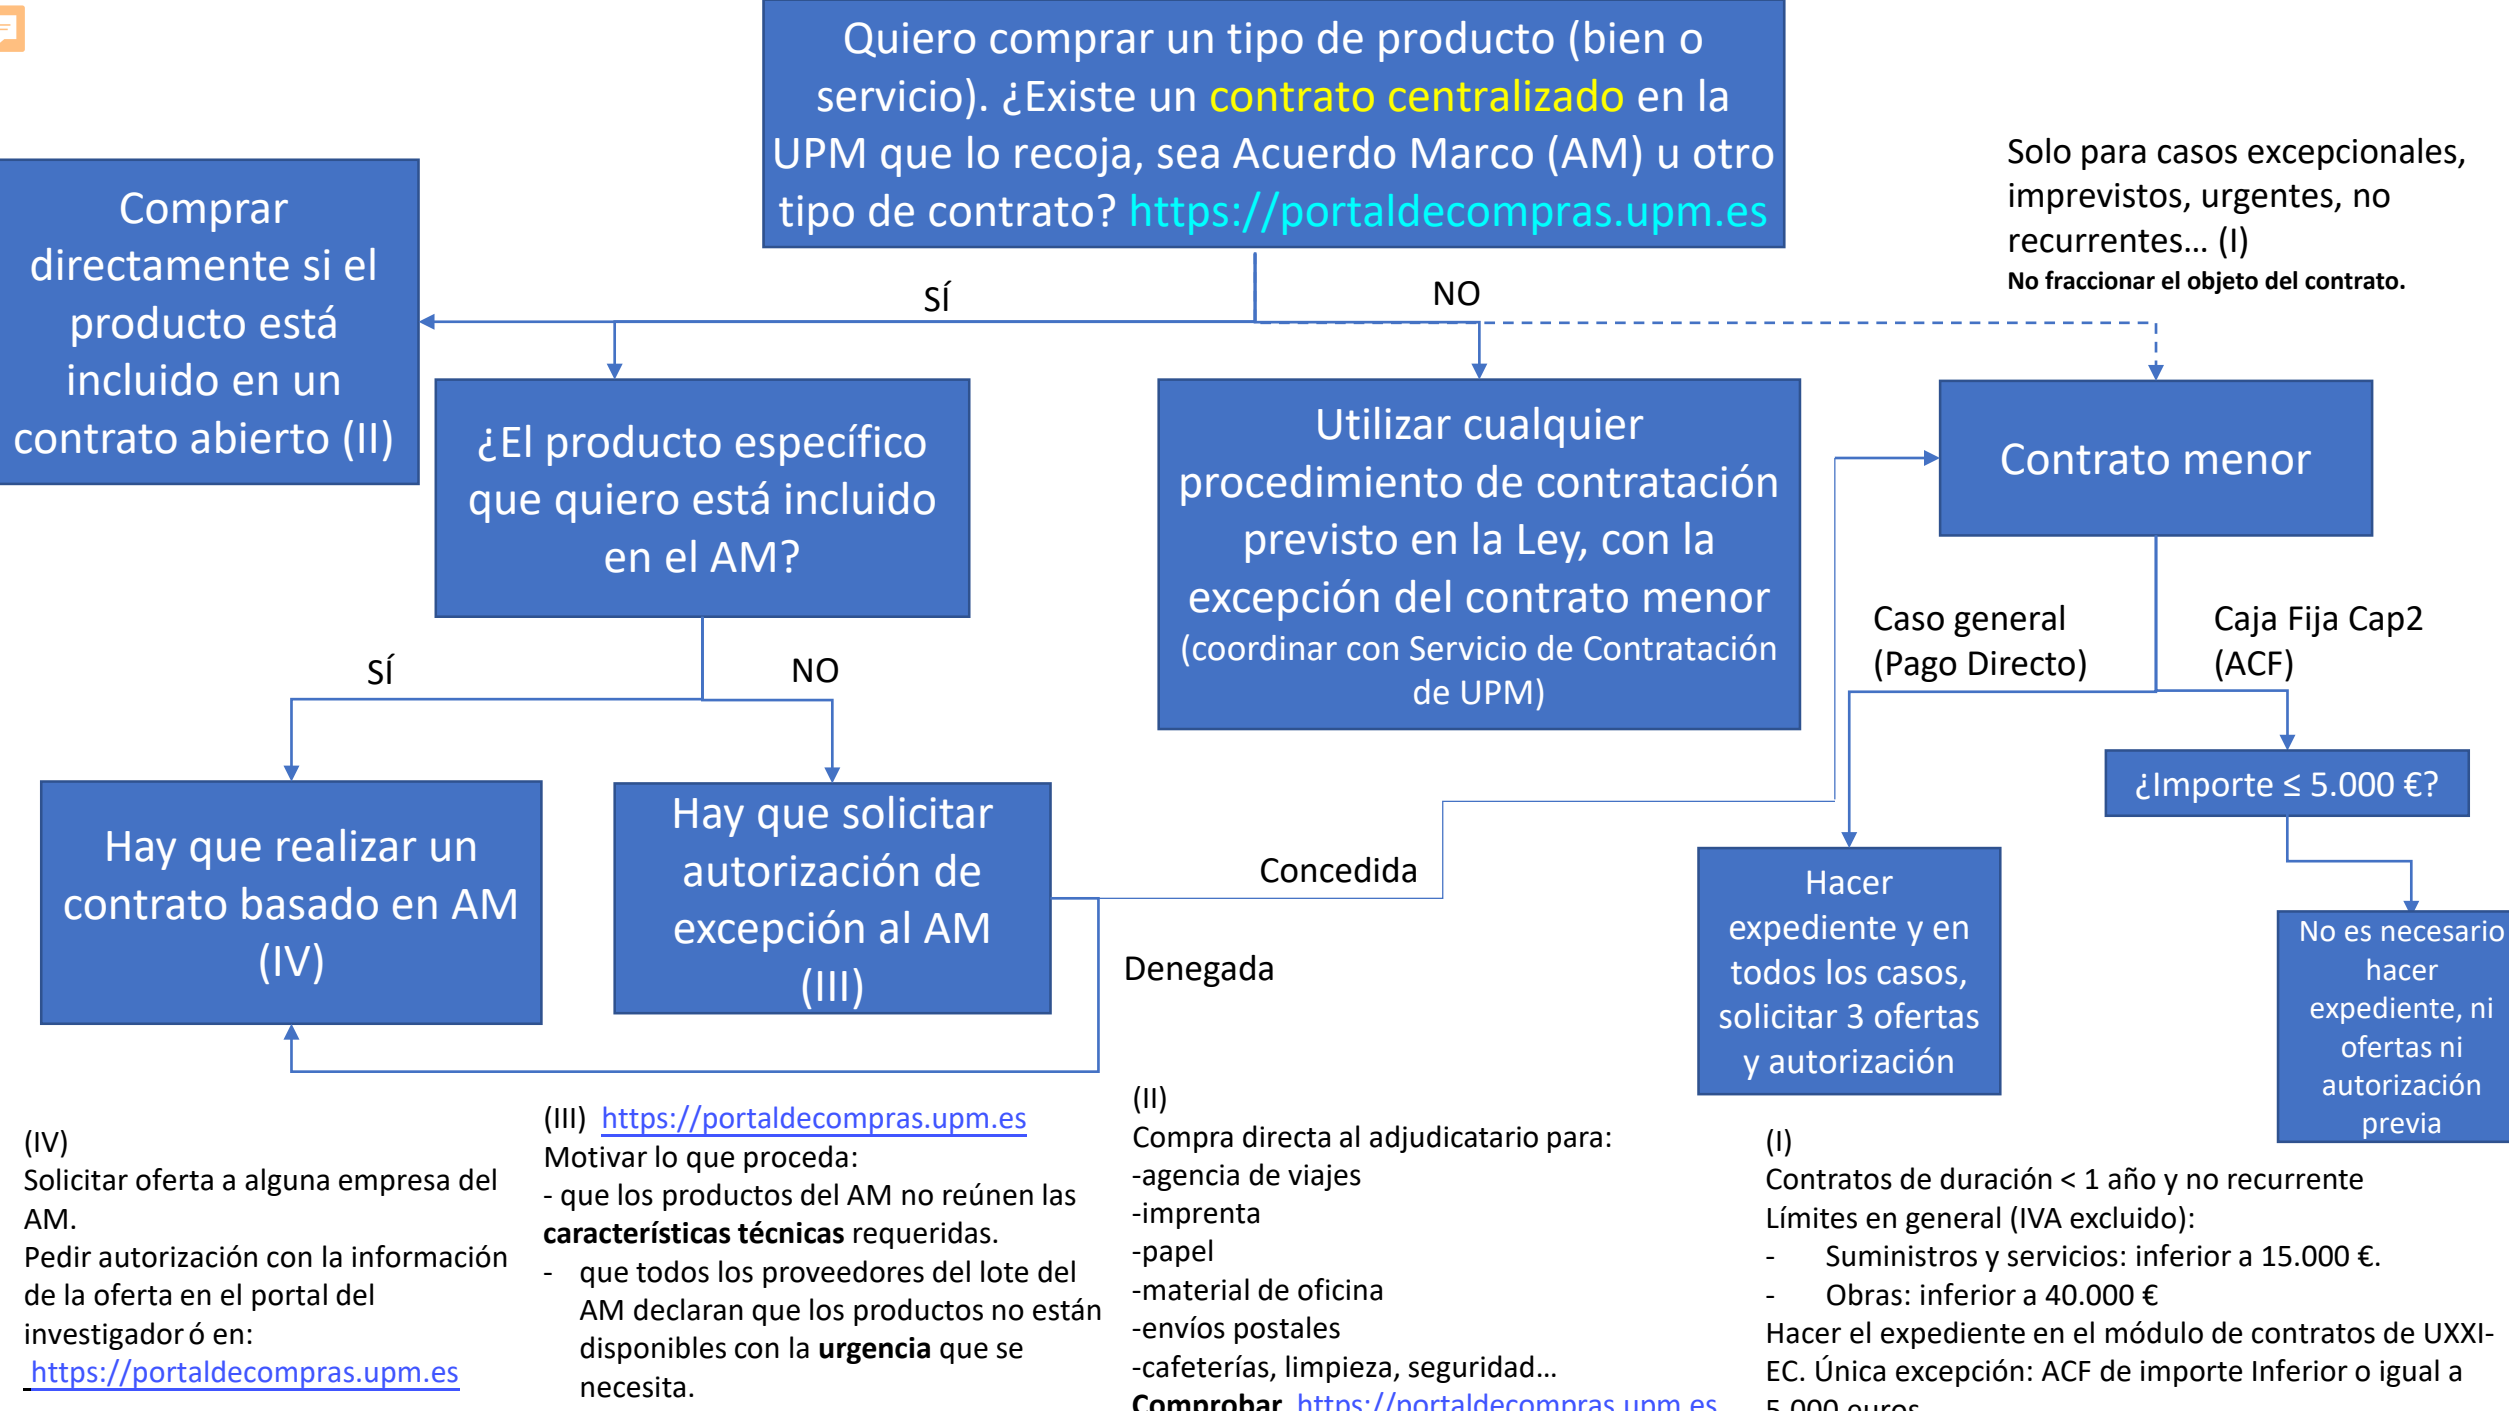 Quiero comprar un tipo de producto (bien o
servicio). ¿Existe un contrato centralizado en la
UPM que lo recoja, sea Acuerdo Marco (AM) u otro
tipo de contrato? https://portaldecompras.upm.es
Solo para casos excepcionales,
imprevistos, urgentes, no
recurrentes... (I)
No fraccionar el objeto del contrato.
Comprar
directamente si el
producto está
incluido en un
contrato abierto (II)
SÍ
NO
¿El producto específico
que quiero está incluido
en el AM?
Utilizar cualquier
procedimiento de contratación
previsto en la Ley, con la
excepción del contrato menor
(coordinar con Servicio de Contratación
de UPM)
Contrato menor
SÍ
NO
Caso general
(Pago Directo)
Caja Fija Cap2
(ACF)
¿Importe ≤ 5.000 €?
Hay que realizar un
contrato basado en AM
(IV)
Hay que solicitar
autorización de
excepción al AM
(III)
Concedida
Denegada
Hacer
expediente y en
todos los casos,
solicitar 3 ofertas
y autorización
No es necesario
hacer
expediente, ni
ofertas ni
autorización
previa
(IV)
Solicitar oferta a alguna empresa del
AM.
Pedir autorización con la información
de la oferta en el portal del
investigador ó en:
https://portaldecompras.upm.es
(III) https://portaldecompras.upm.es
Motivar lo que proceda:
- que los productos del AM no reúnen las
características técnicas requeridas.
- que todos los proveedores del lote del
AM declaran que los productos no están
disponibles con la urgencia que se
necesita.
(II)
Compra directa al adjudicatario para:
-agencia de viajes
-imprenta
-papel
-material de oficina
-envíos postales
-cafeterías, limpieza, seguridad...
Comprobar https://portaldecompras.upm.es
(I)
Contratos de duración < 1 año y no recurrente
Límites en general (IVA excluido):
- Suministros y servicios: inferior a 15.000 €.
- Obras: inferior a 40.000 €
Hacer el expediente en el módulo de contratos de UXXI-
EC. Única excepción: ACF de importe Inferior o igual a
5.000 euros